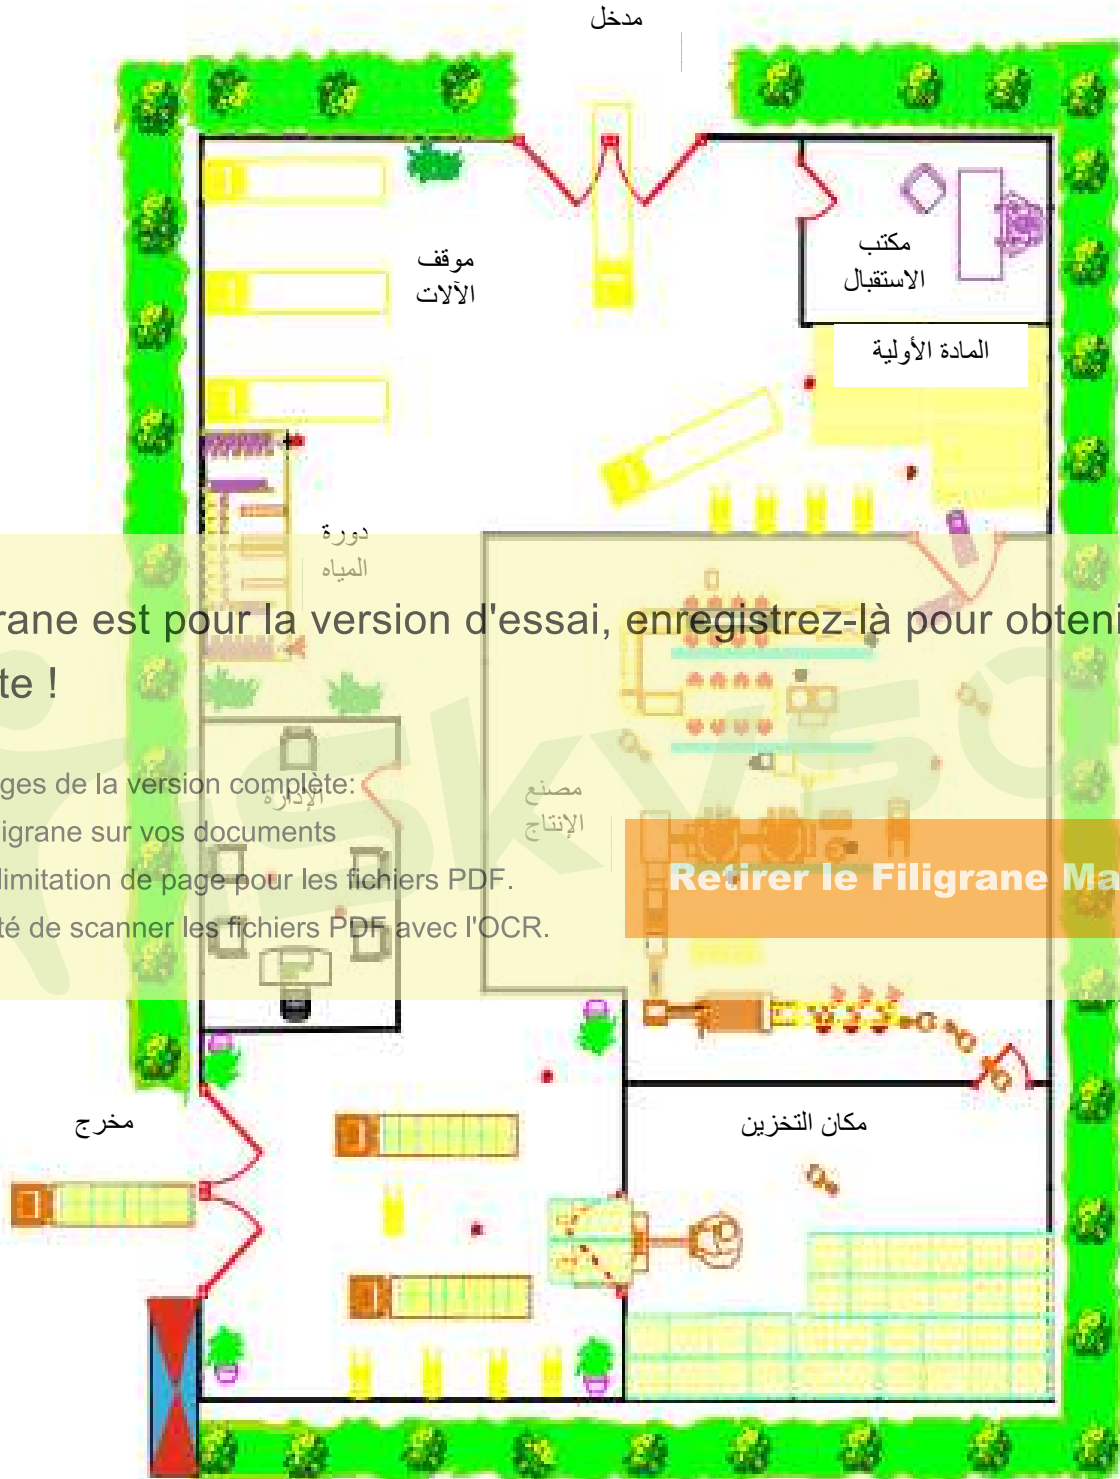 مدخل
مكتب
الاستقبال
موقف
الآلات
المادة الأولية
دورة
المياه
rane est pour la version d'essai, enregistrez-là pour obteni
te !
ges de la version complète:
الإدارة
مصنع
الإنتاج
ligrane sur vos documents
limitation de page pour les fichiers PDF.
Retirer le Filigrane Ma
té de scanner les fichiers PDF avec l'OCR.
ISKYSO
مخرج
مكان التخزين